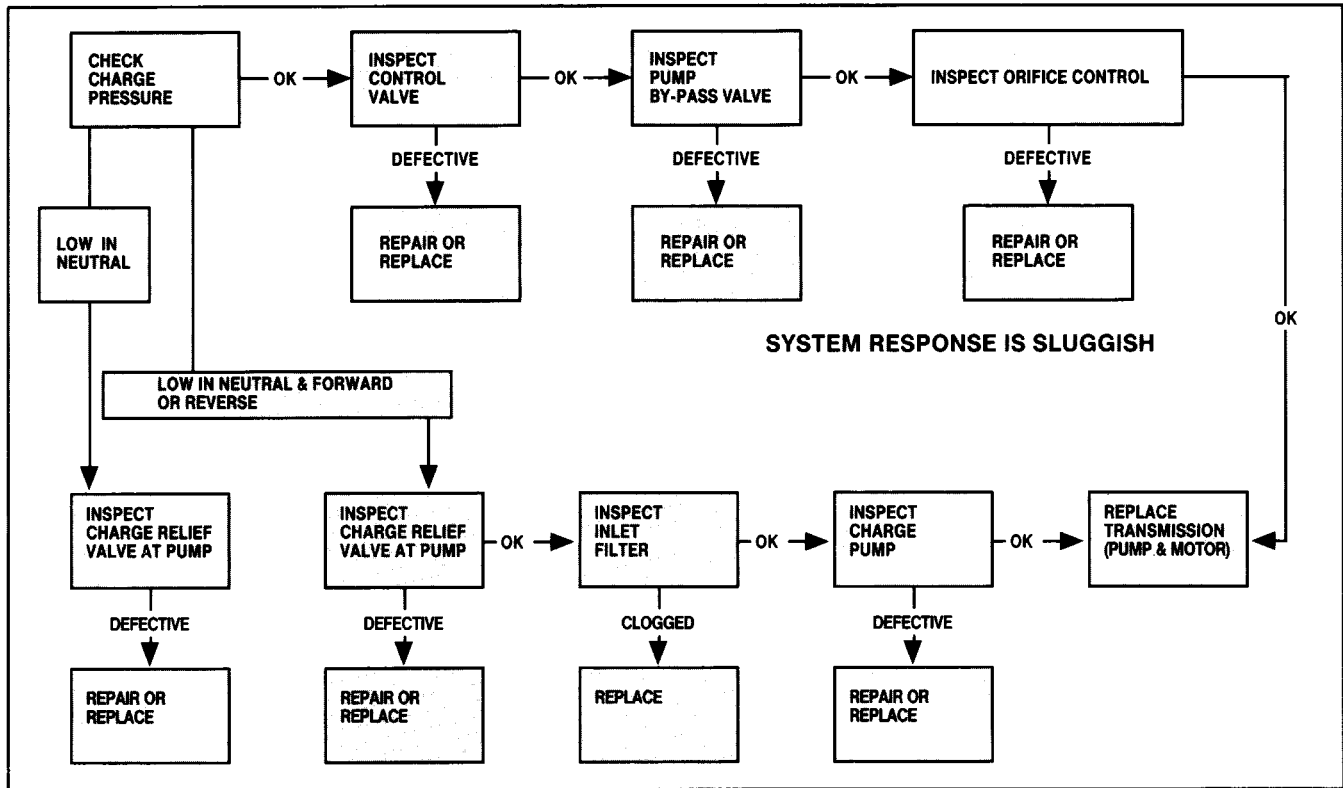 CHECK
CHARGE
PRESSURE
OK
INSPECT
CONTROL
VALVE
OK
INSPECT
PUMP
BY-PASS VALVE
OK
INSPECT ORIFICE CONTROL
DEFECTIVE
DEFECTIVE
DEFECTIVE
LOW IN
NEUTRAL
REPAIR OR
REPLACE
REPAIR OR
REPLACE
REPAIR OR
REPLACE
OK
SYSTEM RESPONSE IS SLUGGISH
LOW IN NEUTRAL & FORWARD
OR REVERSE
INSPECT
CHARGE RELIEF
VALVE AT PUMP
INSPECT
CHARGE RELIEF
VALVE AT PUMP
OK
INSPECT
INLET
FILTER
OK
INSPECT
CHARGE
PUMP
OK
REPLACE
TRANSMISSION
(PUMP & MOTOR)
DEFECTIVE
DEFECTIVE
CLOGGED
DEFECTIVE
REPAIR OR
REPLACE
REPAIR OR
REPLACE
REPLACE
REPAIR OR
REPLACE